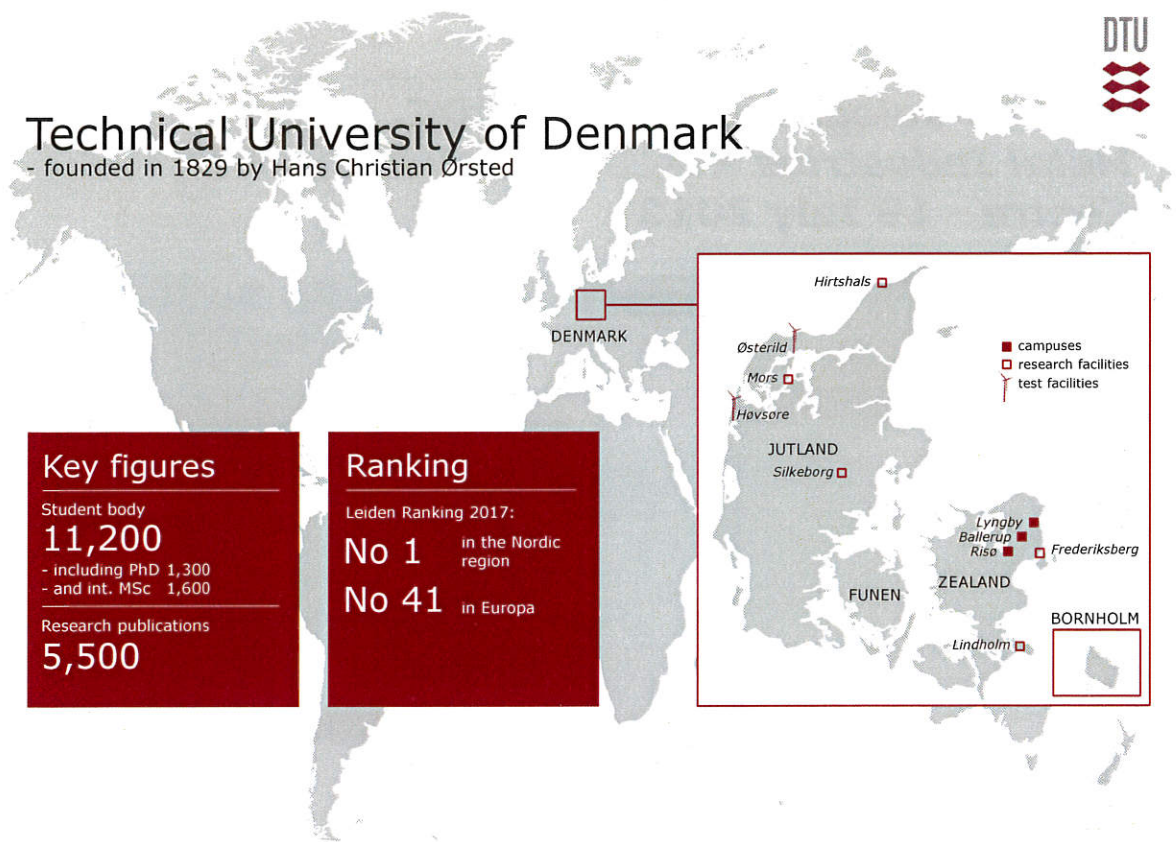 DTU
Technical University of Denmark
- founded in 1829 by Hans Christian Ørsted
DENMARK
Hirtshals
Østerild
Mors
Høvsøre
JUTLAND
Silkeborg
campuses
research facilities
test facilities
Lyngby
Ballerup
Risø
Frederiksberg
ZEALAND
FUNEN
BORNHOLM
Lindholm
Key figures
Student body
11,200
- including PhD 1,300
- and int. MSc 1,600
Research publications
5,500
Ranking
Leiden Ranking 2017:
No 1 in the Nordic
region
No 41 in Europa